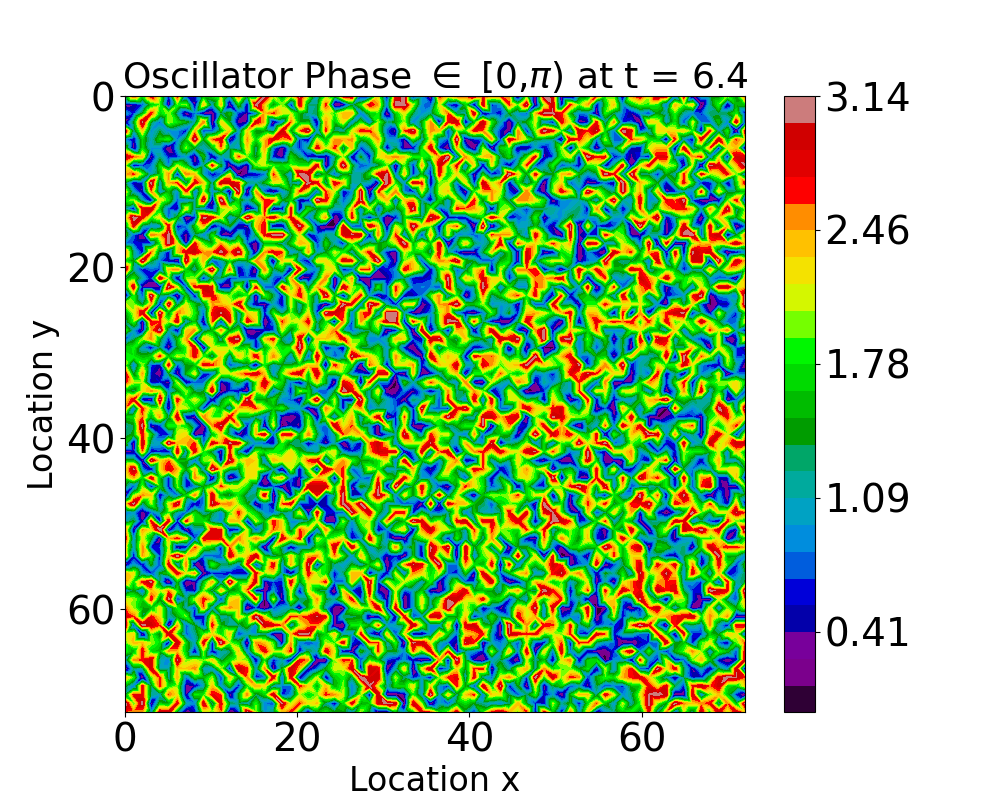 Oscillator Phase ∈ [0,π) at t = 6.4
0
20
40
60
Location y
0 20 40 60
Location x
3.14
2.46
1.78
1.09
0.41